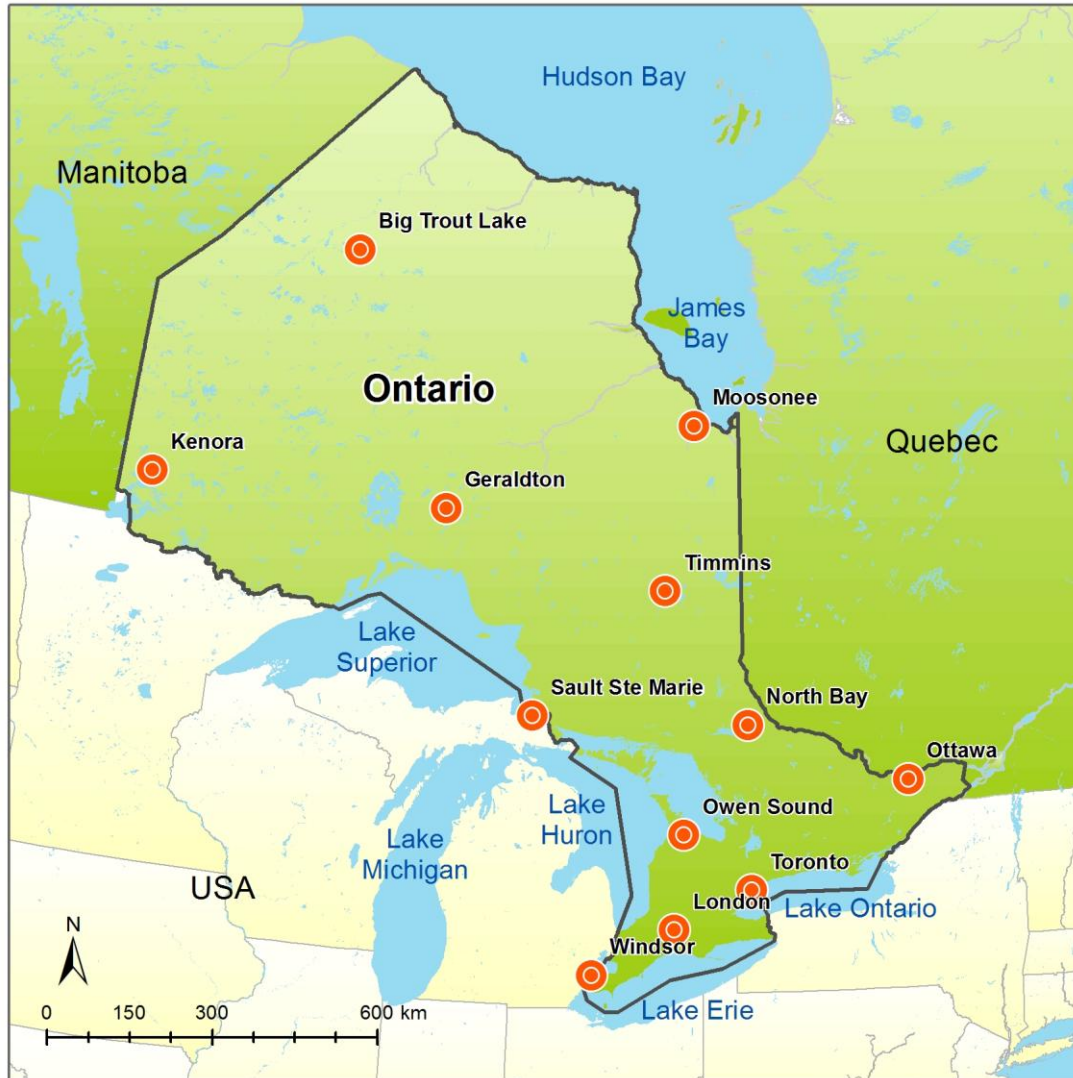 Hudson Bay
Manitoba
Big Trout Lake
James
Bay
Ontario
Moosonee
Kenora
Quebec
Geraldton
Timmins
Lake
Superior
Sault Ste Marie
North Bay
Ottawa
Lake
Huron
Owen Sound
Lake
Michigan
Toronto
USA
London
Lake Ontario
N
Windsor
Lake Erie
0 150 300 600 km